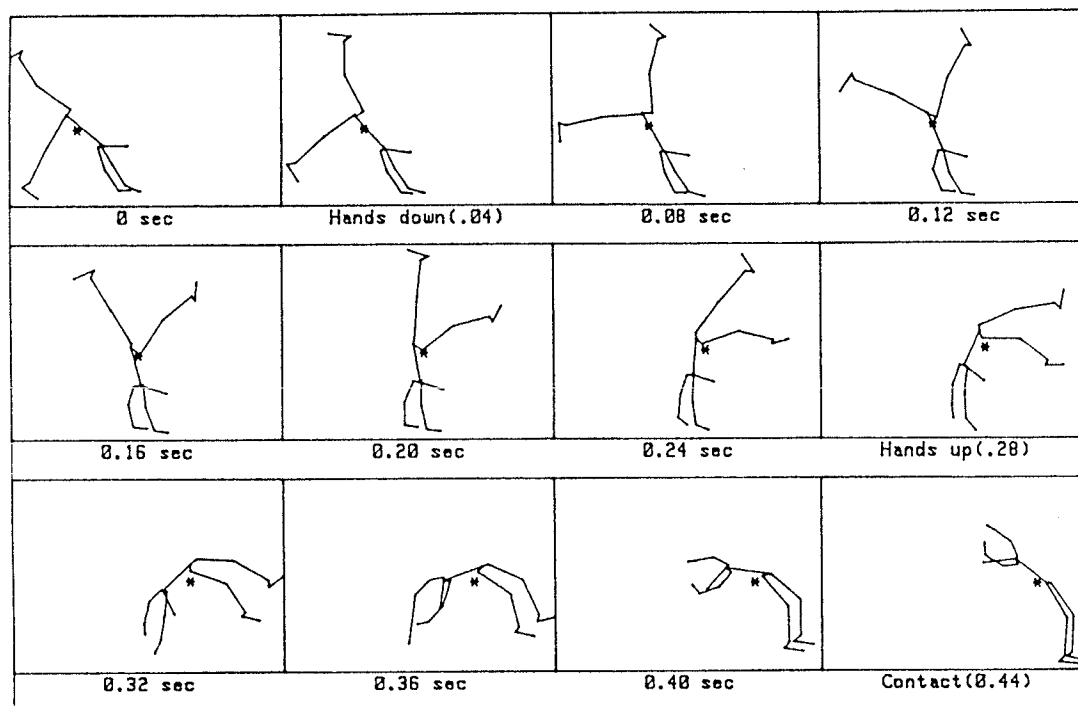 0 sec
Hands down(.04)
0.08 sec
0.12 sec
0.16 sec
0.20 sec
0.24 sec
Hands up(.28)
0.32 sec
0.36 sec
0.40 sec
Contact(0.44)